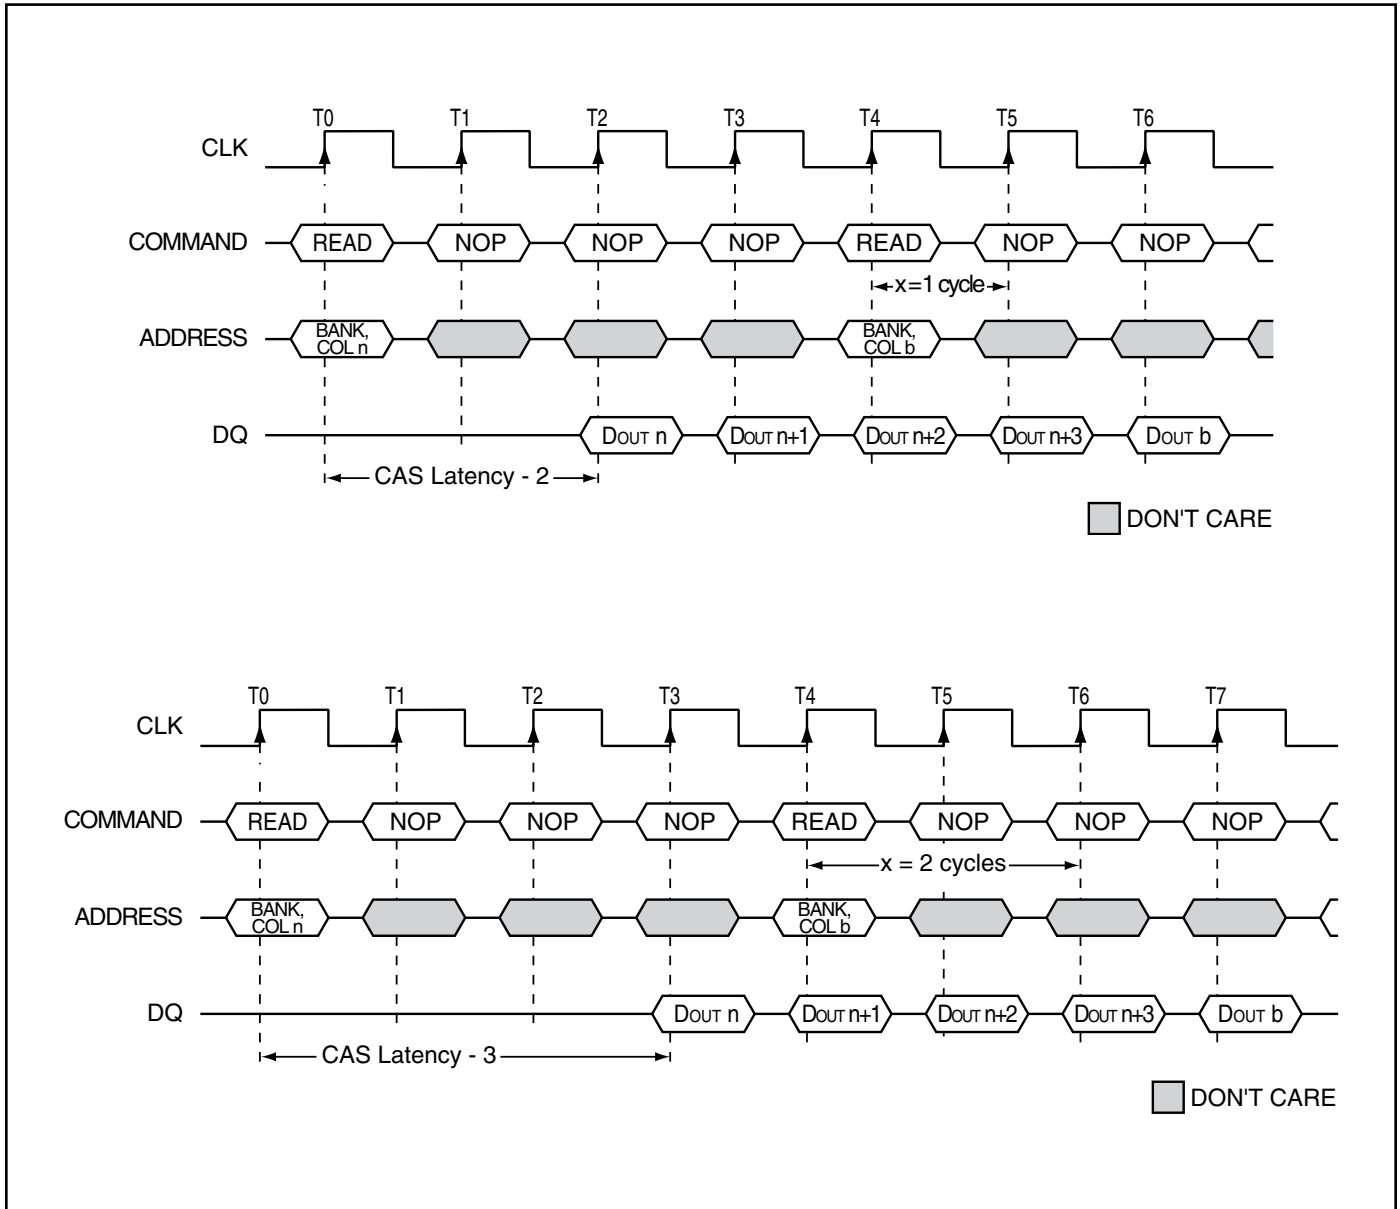 T0 T1 T2 T3 T4 T5 T6
CLK
COMMAND READ NOP NOP NOP READ NOP NOP
x=1 cycle
ADDRESS BANK, COL n BANK, COL b
DQ DOUT n DOUT n+1 DOUT n+2 DOUT n+3 DOUT b
CAS Latency - 2
DON'T CARE
T0 T1 T2 T3 T4 T5 T6 T7
CLK
COMMAND READ NOP NOP NOP READ NOP NOP NOP
x = 2 cycles
ADDRESS BANK, COL n BANK, COL b
DQ DOUT n DOUT n+1 DOUT n+2 DOUT n+3 DOUT b
CAS Latency - 3
DON'T CARE